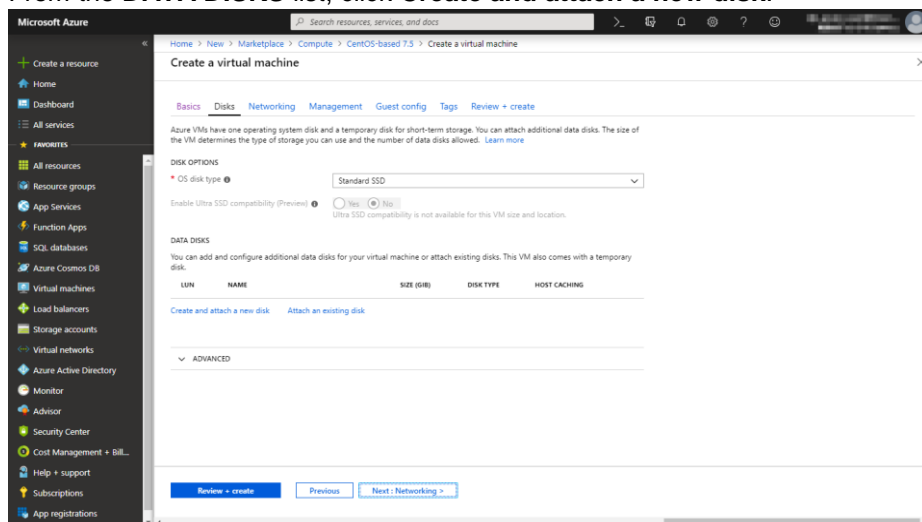 From the DATA DISKS list, click Create and attach a new disk.
Microsoft Azure
Search resources, services, and docs
Home > New > Marketplace > Compute > CentOS-based 7.5 > Create a virtual machine
Create a virtual machine
Create a resource
Home
Dashboard
All services
FAVORITES
All resources
Resource groups
App Services
Function Apps
SQL databases
Azure Cosmos DB
Virtual machines
Load balancers
Storage accounts
Virtual networks
Azure Active Directory
Monitor
Advisor
Security Center
Cost Management + Bill...
Help + support
Subscriptions
App registrations
Basics Disks Networking Management Guest config Tags Review + create
Azure VMs have one operating system disk and a temporary disk for short-term storage. You can attach additional data disks. The size of
the VM determines the type of storage you can use and the number of data disks allowed. Learn more
DISK OPTIONS
* OS disk type
Standard SSD
Enable Ultra SSD compatibility (Preview)
Yes No
Ultra SSD compatibility is not available for this VM size and location.
DATA DISKS
You can add and configure additional data disks for your virtual machine or attach existing disks. This VM also comes with a temporary
disk.
LUN NAME SIZE (GIB) DISK TYPE HOST CACHING
Create and attach a new disk Attach an existing disk
ADVANCED
Review + create Previous Next : Networking >